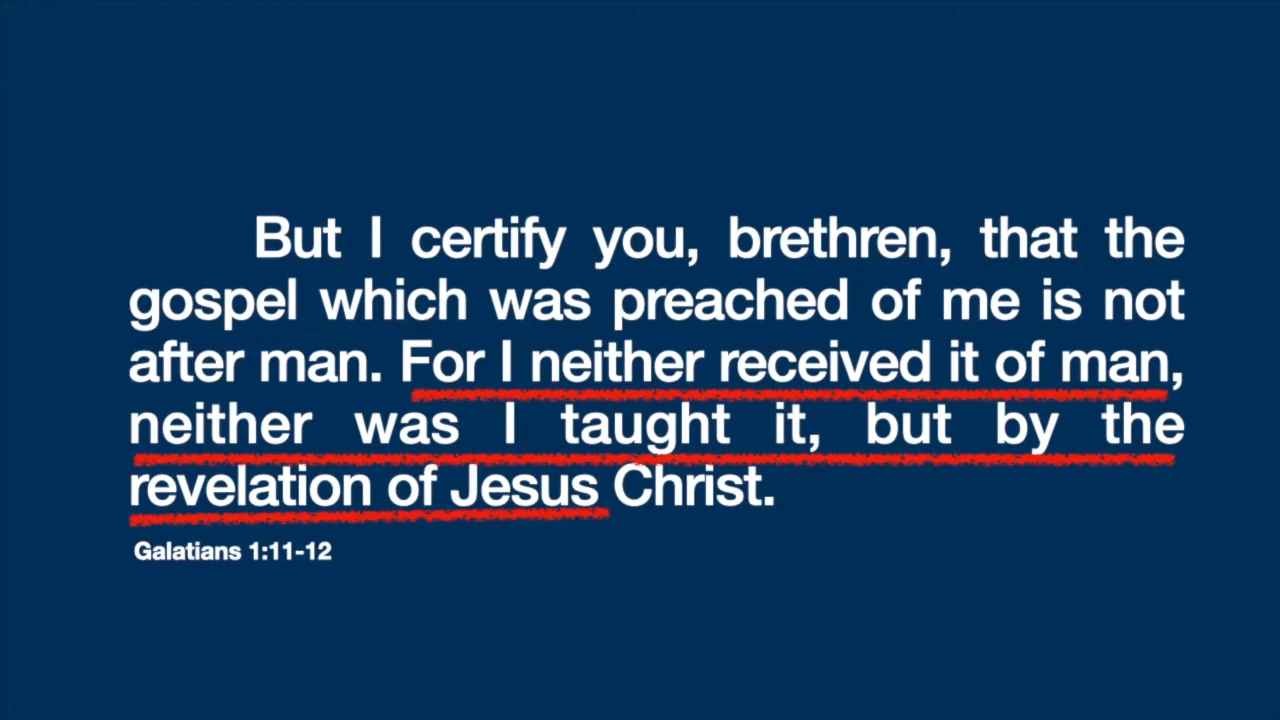 But I certify you, brethren, that the
gospel which was preached of me is not
after man. For I neither received it of man,
neither was I taught it, but by the
revelation of Jesus Christ.
Galatians 1:11-12